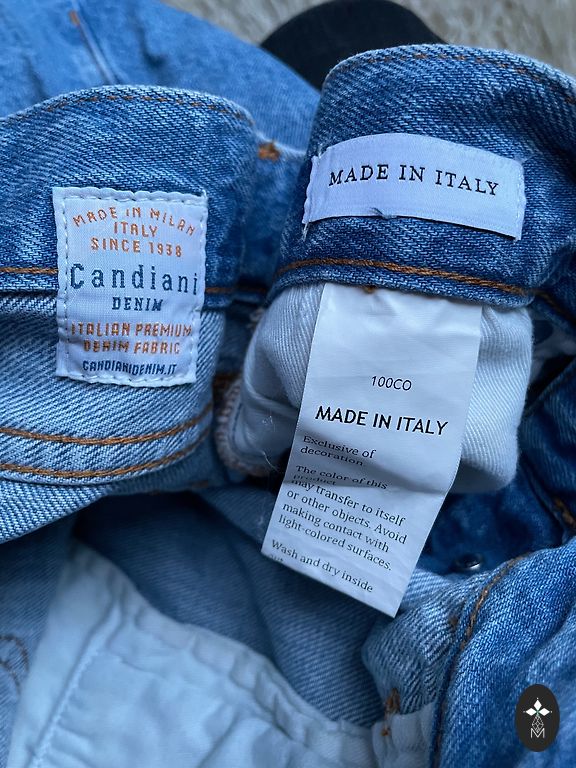 MADE IN MILAN
ITALY
SINCE 1938
Candiani
DENIM
ITALIAN PREMIUM
DENIM FABRIC
CANDIANIDENIM.IT
MADE IN ITALY
100CO
MADE IN ITALY
Exclusive of
decoration
The color of this
product
may transfer to itself
or other objects. Avoid
making contact with
light-colored surfaces.
Wash and dry inside
M